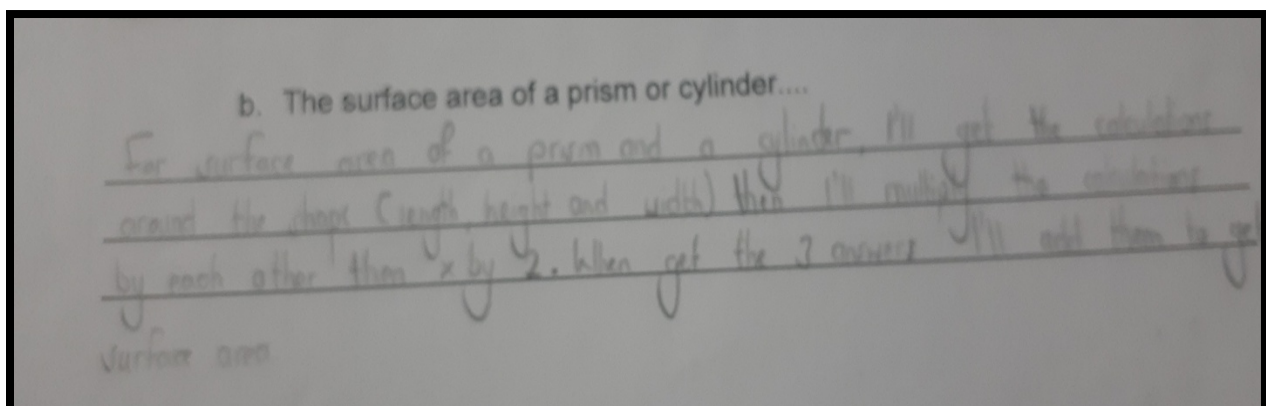 b. The surface area of a prism or cylinder....
For surface area of a prism and a cylinder, I'll get the calculations
around the shape (length, height and width) then I'll multiply the calculations
by each other then x by 2. When get the 3 answers I'll add them to get
surface area